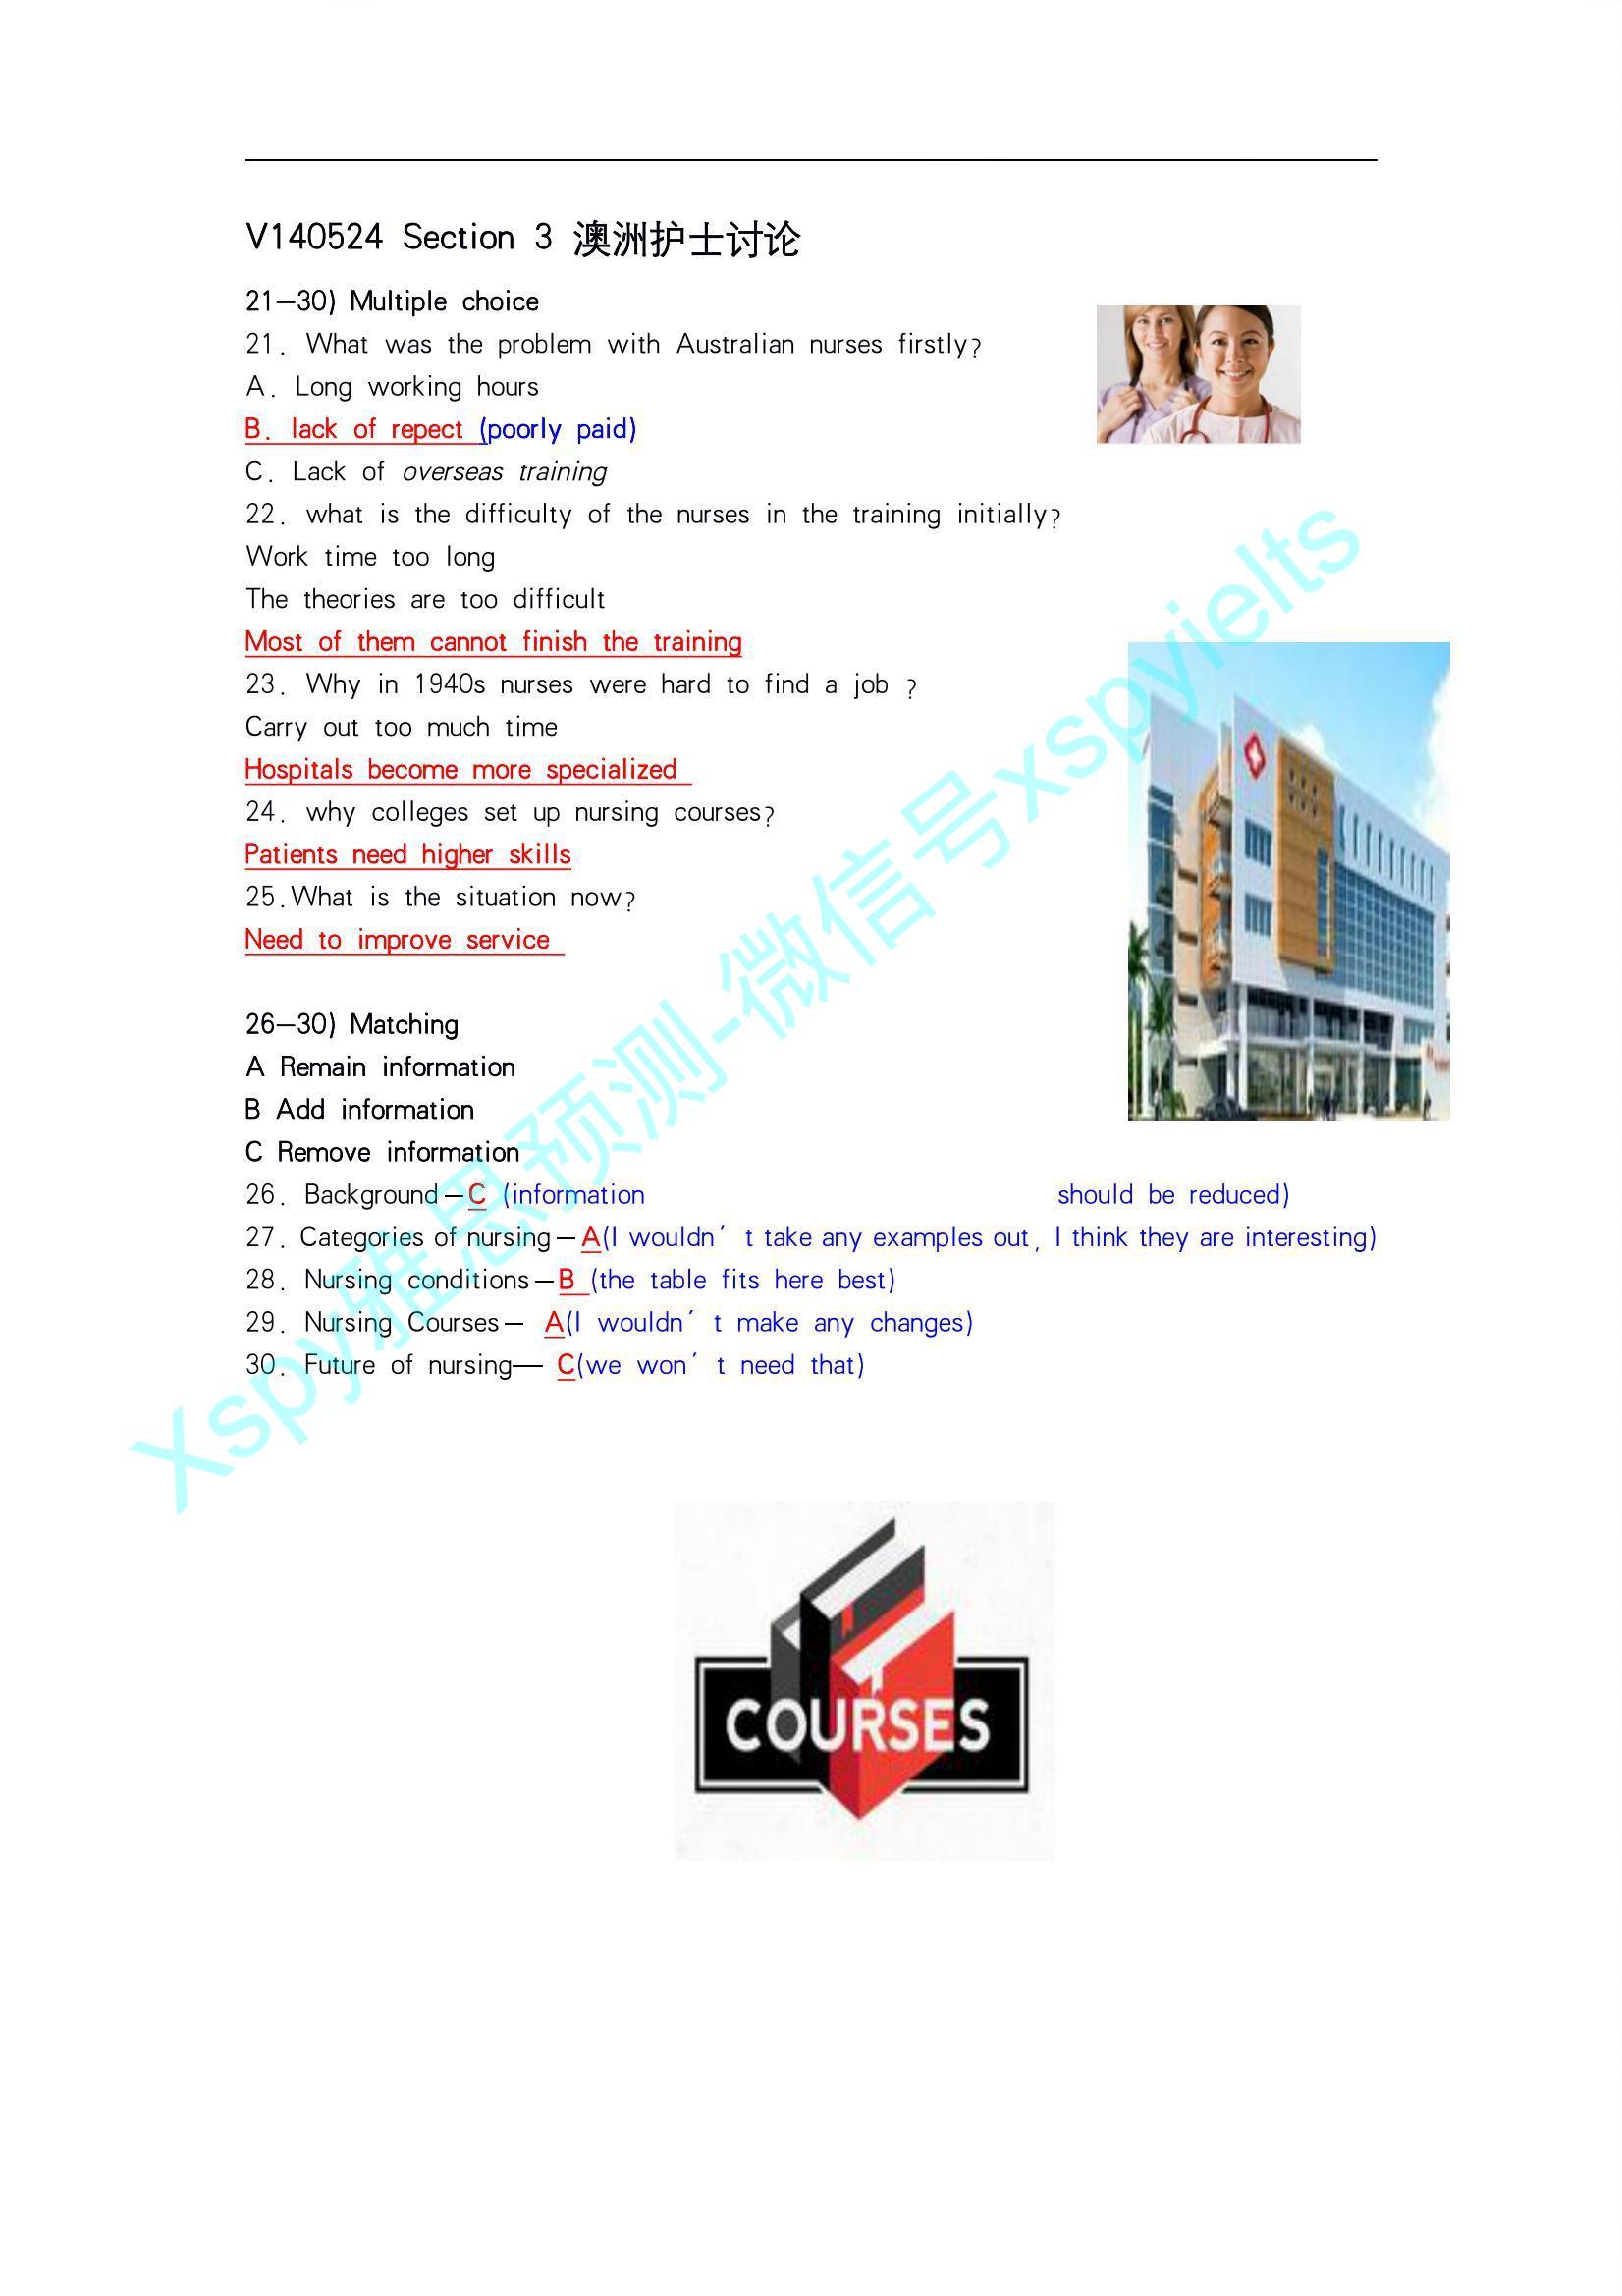 V140524 Section 3 澳洲护士讨论
21—30) Multiple choice
21. What was the problem with Australian nurses firstly?
A. Long working hours
B. lack of repect (poorly paid)
C. Lack of overseas training
22. what is the difficulty of the nurses in the training initially?
Work time too long
The theories are too difficult
Most of them cannot finish the training
23. Why in 1940s nurses were hard to find a job ?
Carry out too much time
Hospitals become more specialized
24. why colleges set up nursing courses?
Patients need higher skills
25.What is the situation now?
Need to improve service
26—30) Matching
A Remain information
B Add information
C Remove information
26. Background—C (information should be reduced)
27. Categories of nursing—A(I wouldn′t take any examples out, I think they are interesting)
28. Nursing conditions—B (the table fits here best)
29. Nursing Courses— A(I wouldn′t make any changes)
30. Future of nursing—— C(we won′t need that)
Xspy雅思预测-微信号xspyielts
COURSES